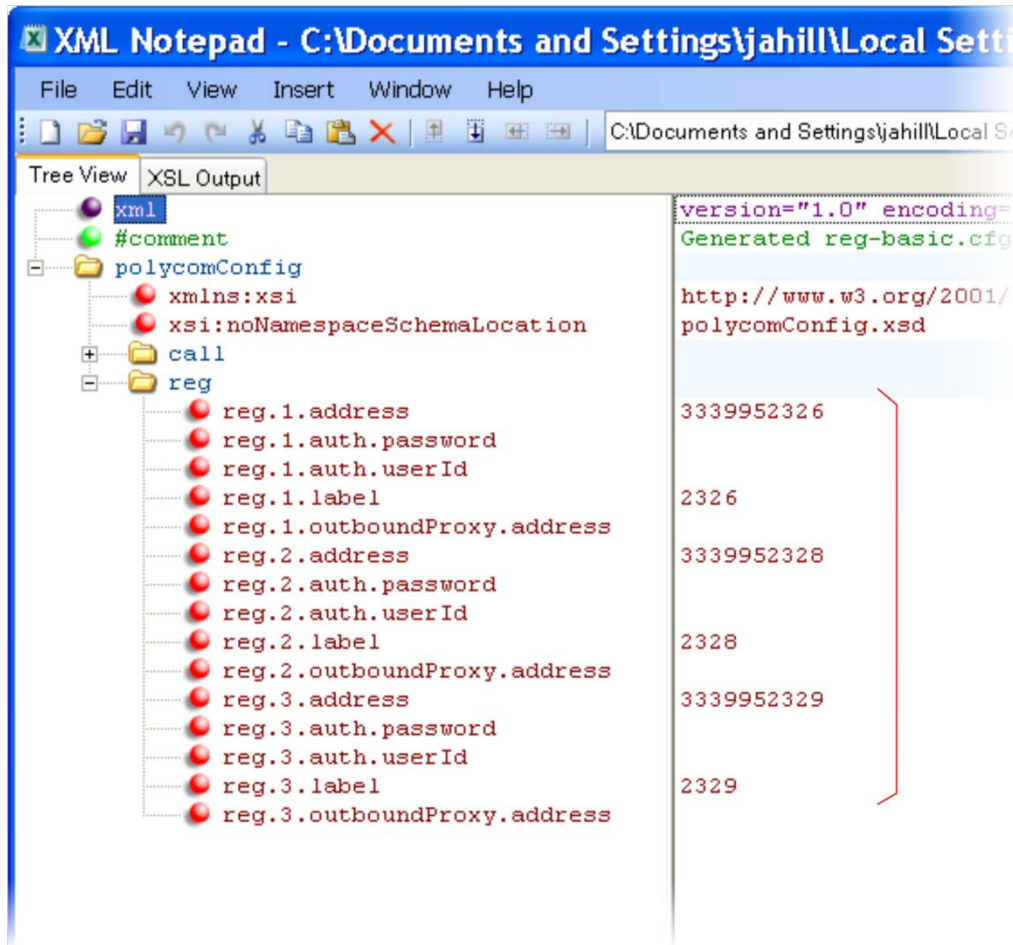 XML Notepad - C:\Documents and Settings\jahill\Local Setti
File Edit View Insert Window Help
C:\Documents and Settings\jahill\Local S
Tree View XSL Output
xml version="1.0" encoding=
#comment Generated reg-basic.cfg
polycomConfig
xmlns:xsi http://www.w3.org/2001/
xsi:noNamespaceSchemaLocation polycomConfig.xsd
call
reg
reg.1.address 3339952326
reg.1.auth.password
reg.1.auth.userId
reg.1.label 2326
reg.1.outboundProxy.address
reg.2.address 3339952328
reg.2.auth.password
reg.2.auth.userId
reg.2.label 2328
reg.2.outboundProxy.address
reg.3.address 3339952329
reg.3.auth.password
reg.3.auth.userId
reg.3.label 2329
reg.3.outboundProxy.address